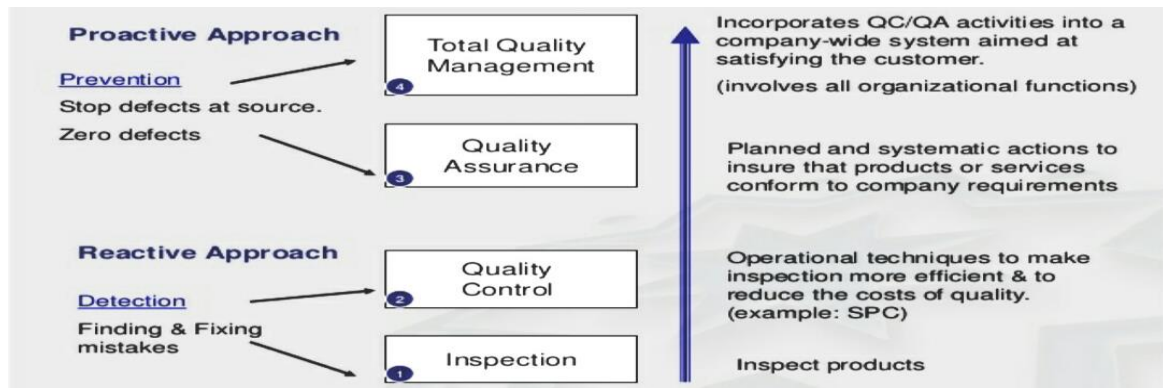 Proactive Approach
Prevention
Stop defects at source.
Zero defects
Total Quality
Management
4
Incorporates QC/QA activities into a
company-wide system aimed at
satisfying the customer.
(involves all organizational functions)
Quality
Assurance
3
Planned and systematic actions to
insure that products or services
conform to company requirements
Reactive Approach
Detection
Finding & Fixing
mistakes
Quality
Control
2
Operational techniques to make
inspection more efficient & to
reduce the costs of quality.
(example: SPC)
Inspection
1
Inspect products